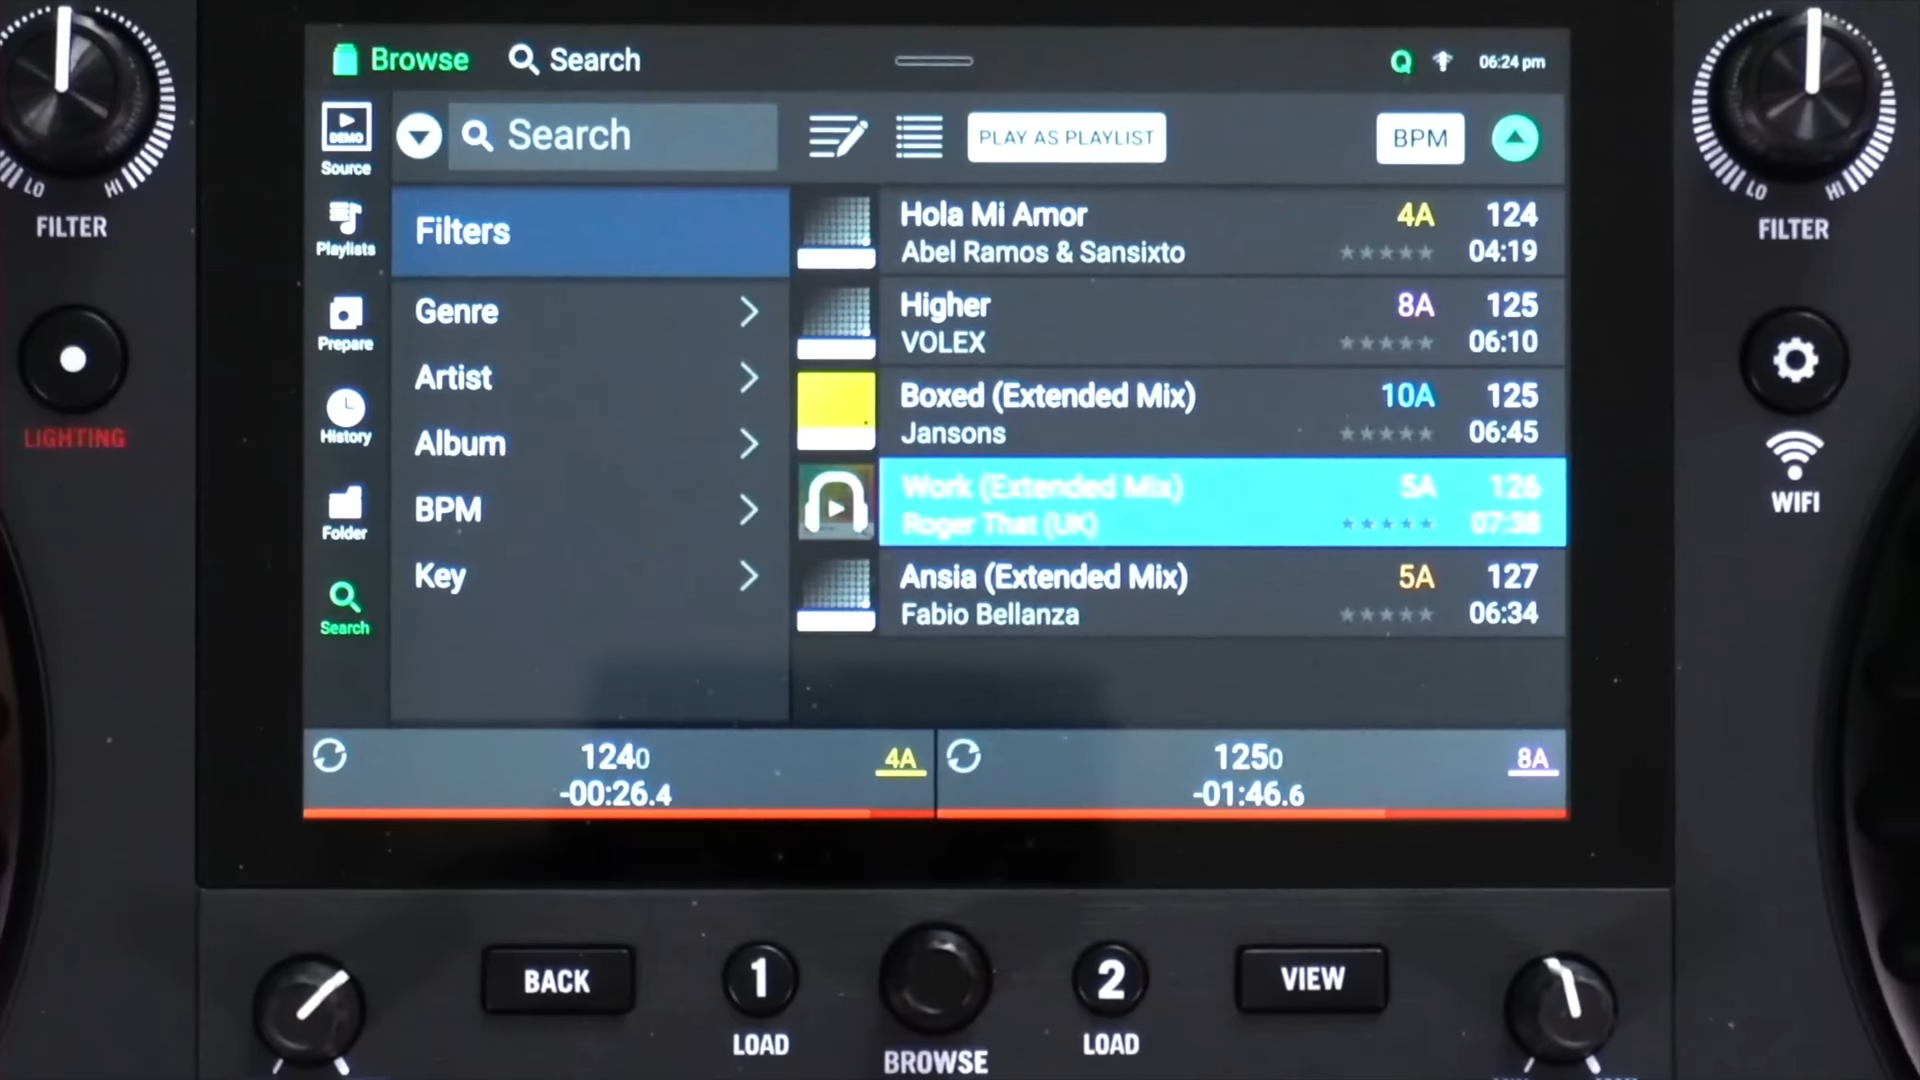 Browse Search 06:24 pm
DEMO
Source
Search
PLAY AS PLAYLIST
BPM
Playlists
Prepare
History
Folder
Search
Filters
Genre
Artist
Album
BPM
Key
Hola Mi Amor 4A 124
Abel Ramos & Sansixto 04:19
Higher 8A 125
VOLEX 06:10
Boxed (Extended Mix) 10A 125
Jansons 06:45
Work (Extended Mix) 5A 126
Roger That (UK) 07:38
Ansia (Extended Mix) 5A 127
Fabio Bellanza 06:34
1240 4A
-00:26.4
1250 8A
-01:46.6
LO HI
FILTER
LIGHTING
LO HI
FILTER
WIFI
BACK
1
LOAD
BROWSE
2
LOAD
VIEW